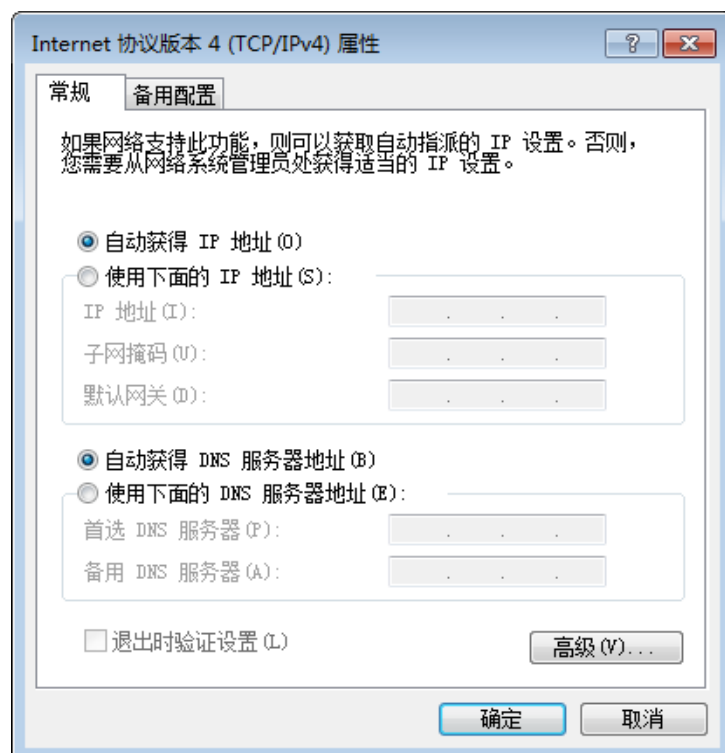 Internet 协议版本 4 (TCP/IPv4) 属性
常规
备用配置
如果网络支持此功能，则可以获取自动指派的 IP 设置。否则，
您需要从网络系统管理员处获得适当的 IP 设置。
自动获得 IP 地址(O)
使用下面的 IP 地址(S):
IP 地址(I):
子网掩码(U):
默认网关(D):
自动获得 DNS 服务器地址(B)
使用下面的 DNS 服务器地址(E):
首选 DNS 服务器(P):
备用 DNS 服务器(A):
退出时验证设置(L)
高级(V)...
确定
取消